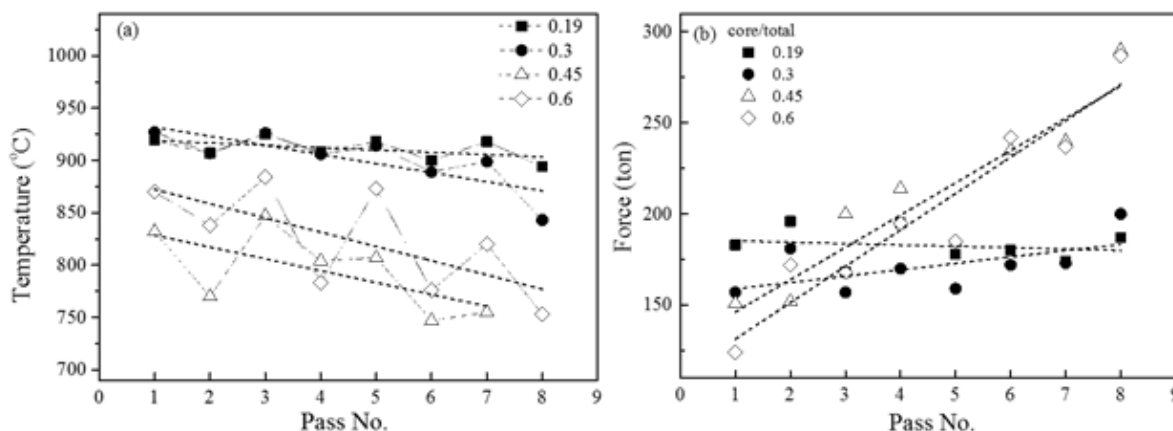 (a)
0.19
0.3
0.45
0.6
1000
950
900
850
800
750
700
Temperature (°C)
0 1 2 3 4 5 6 7 8 9
Pass No.
(b) core/total
0.19
0.3
0.45
0.6
300
250
200
150
Force (ton)
0 1 2 3 4 5 6 7 8 9
Pass No.